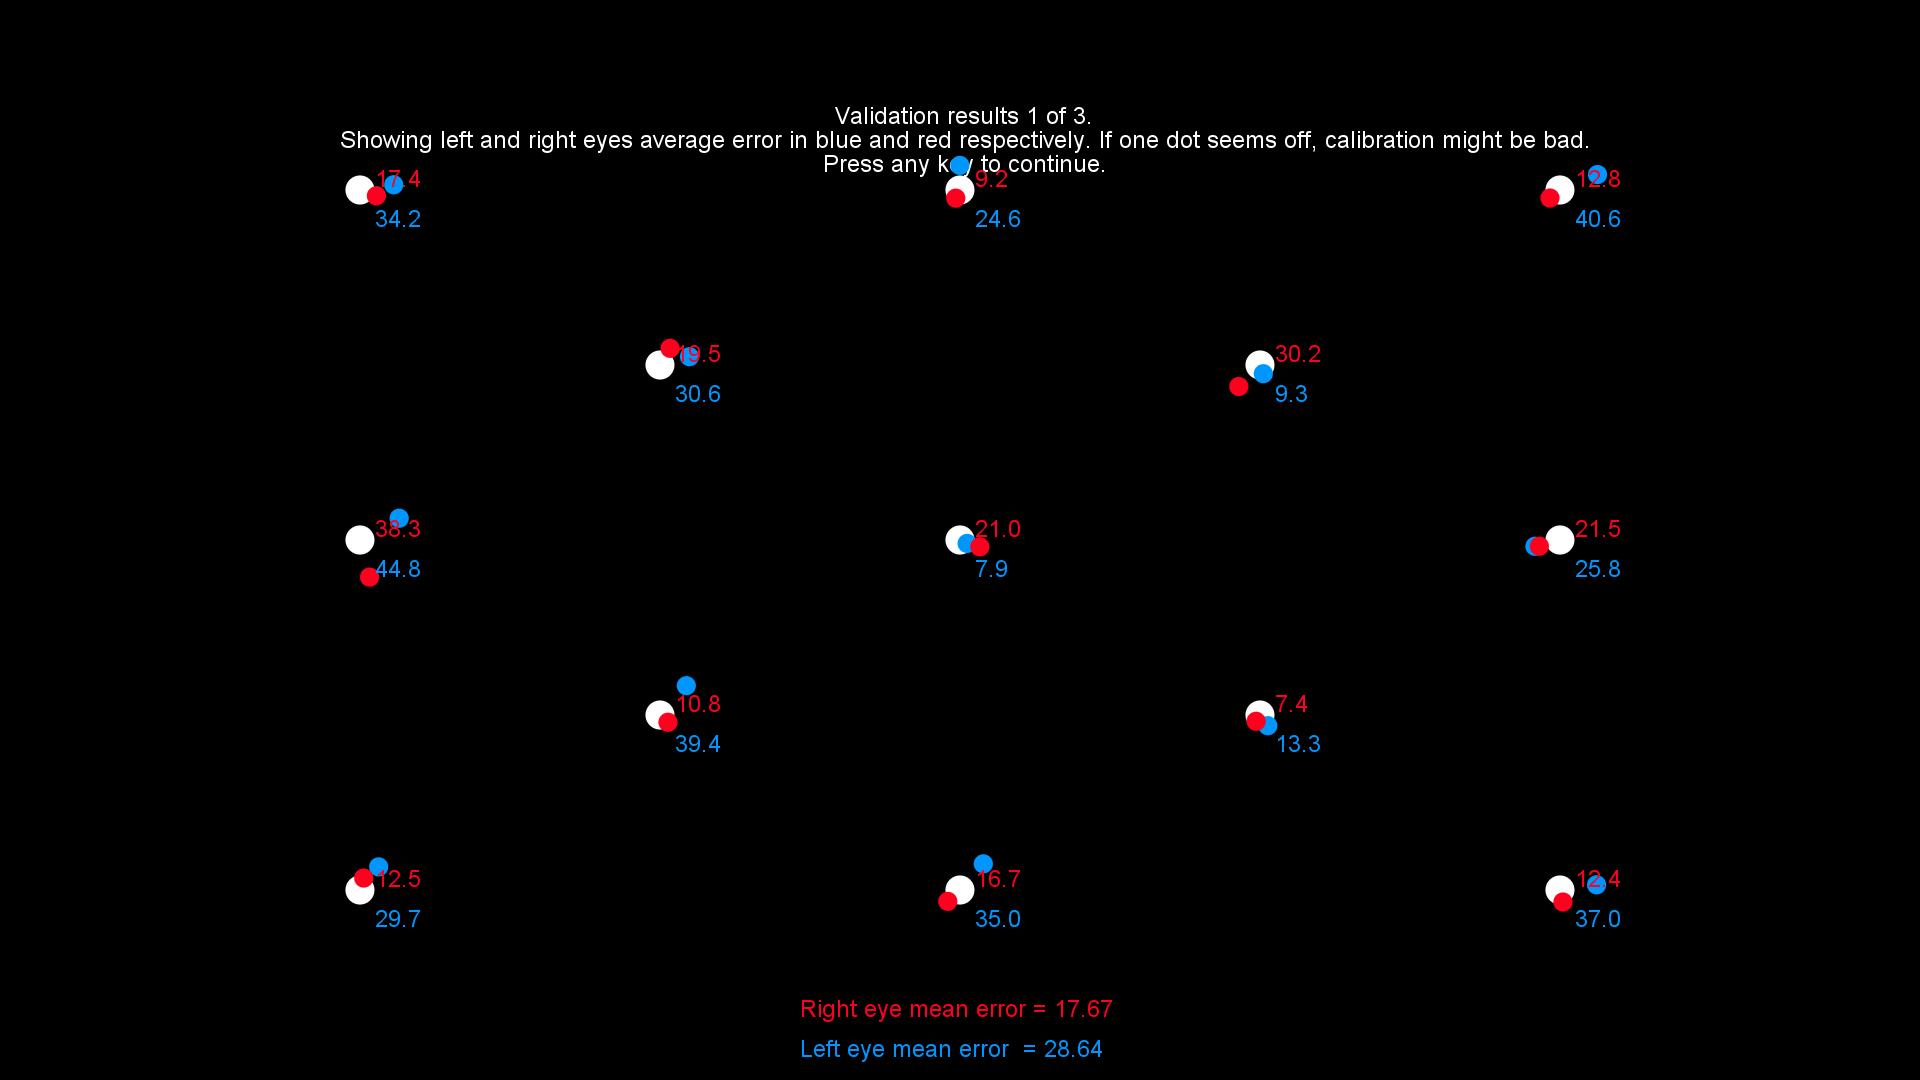 Validation results 1 of 3.
Showing left and right eyes average error in blue and red respectively. If one dot seems off, calibration might be bad.
Press any key to continue.
17.4 9.2 12.8
34.2 24.6 40.6
19.5 30.2
30.6 9.3
38.3 21.0 21.5
44.8 7.9 25.8
10.8 7.4
39.4 13.3
12.5 16.7 12.4
29.7 35.0 37.0
Right eye mean error = 17.67
Left eye mean error = 28.64